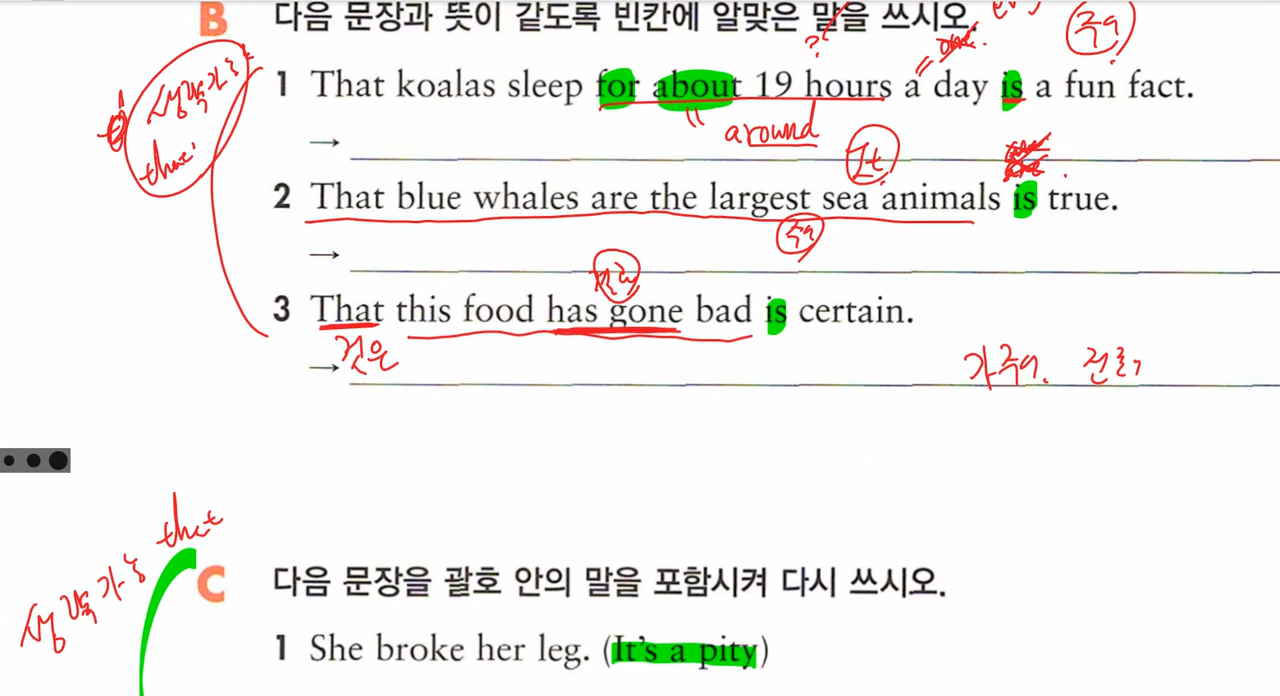 B 다음 문장과 뜻이 같도록 빈칸에 알맞은 말을 쓰시오.
?
주어
생략가능
that
1 That koalas sleep for about 19 hours a day is a fun fact.
around
→
It
2 That blue whales are the largest sea animals is true.
주어
→
완료
3 That this food has gone bad is certain.
것은
→
가주어. 진주어
생략가능 that
C 다음 문장을 괄호 안의 말을 포함시켜 다시 쓰시오.
1 She broke her leg. (It's a pity)